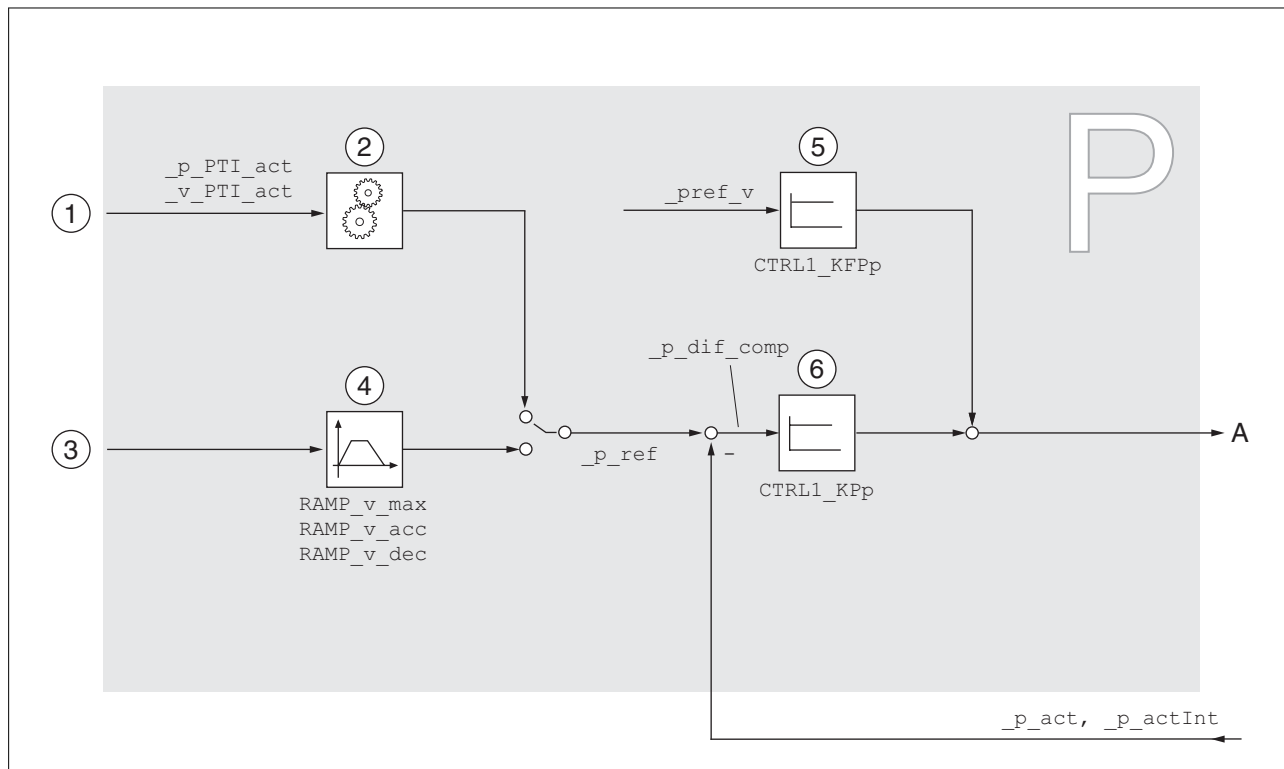 P
2
5
_p_PTI_act
_v_PTI_act
1
_pref_v
CTRL1_KFPp
_p_dif_comp
4
6
3
A
_p_ref
–
RAMP_v_max
RAMP_v_acc
RAMP_v_dec
CTRL1_KPp
_p_act, _p_actInt